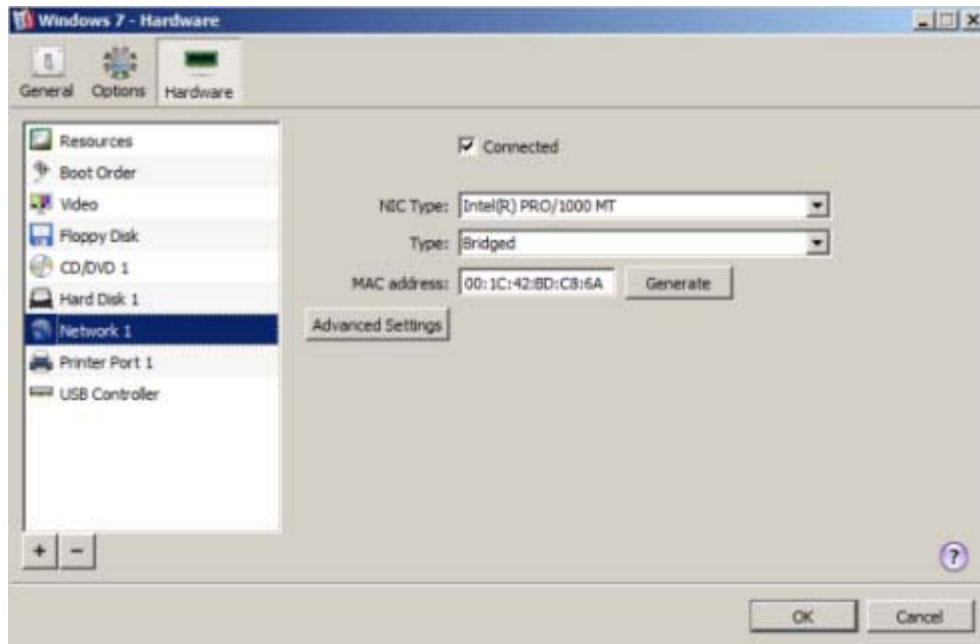 Windows 7 - Hardware
General Options Hardware
Resources
Boot Order
Video
Floppy Disk
CD/DVD 1
Hard Disk 1
Network 1
Printer Port 1
USB Controller
Connected
NIC Type: Intel(R) PRO/1000 MT
Type: Bridged
MAC address: 00:1C:42:BD:C8:6A Generate
Advanced Settings
+ −
?
OK Cancel